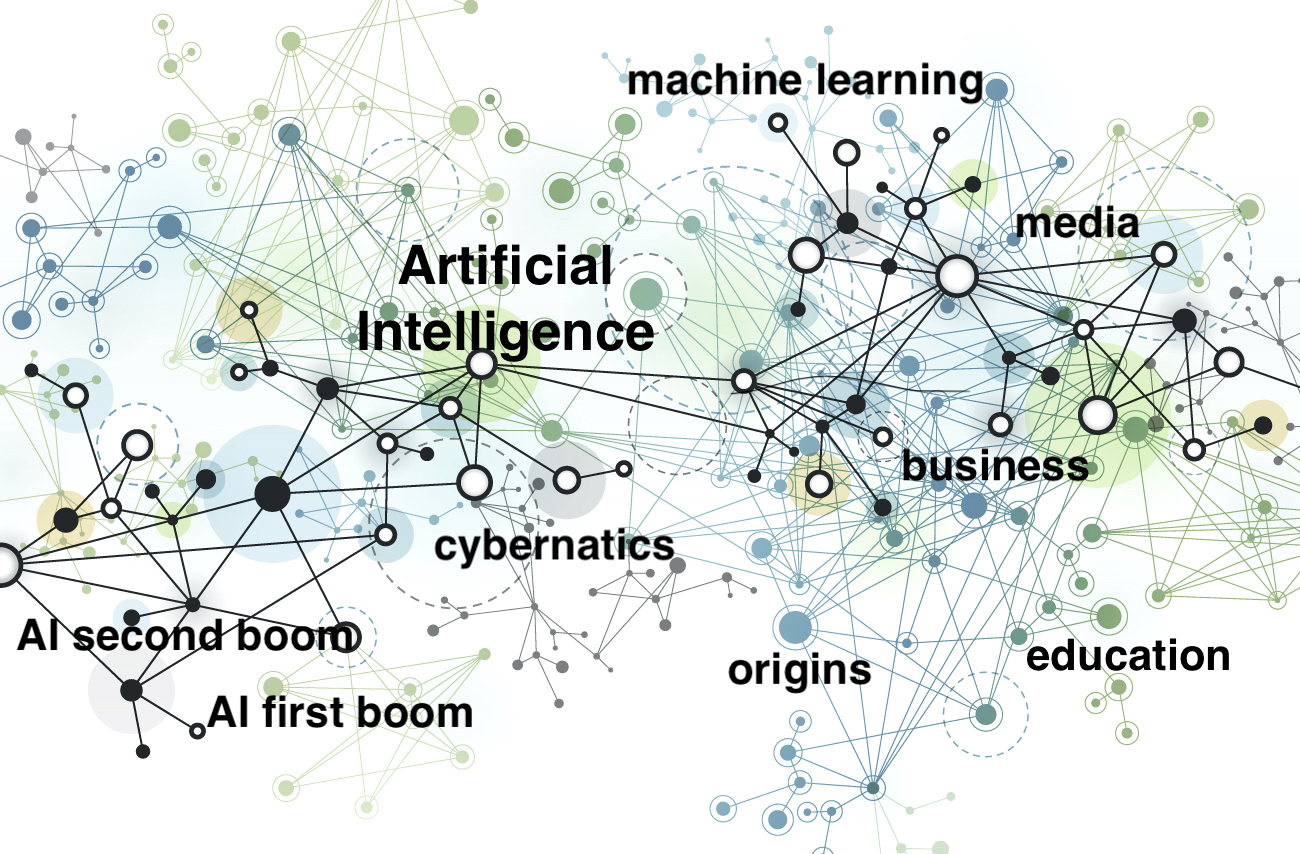 machine learning
media
Artificial
Intelligence
business
cybernatics
AI second boom
origins
education
AI first boom